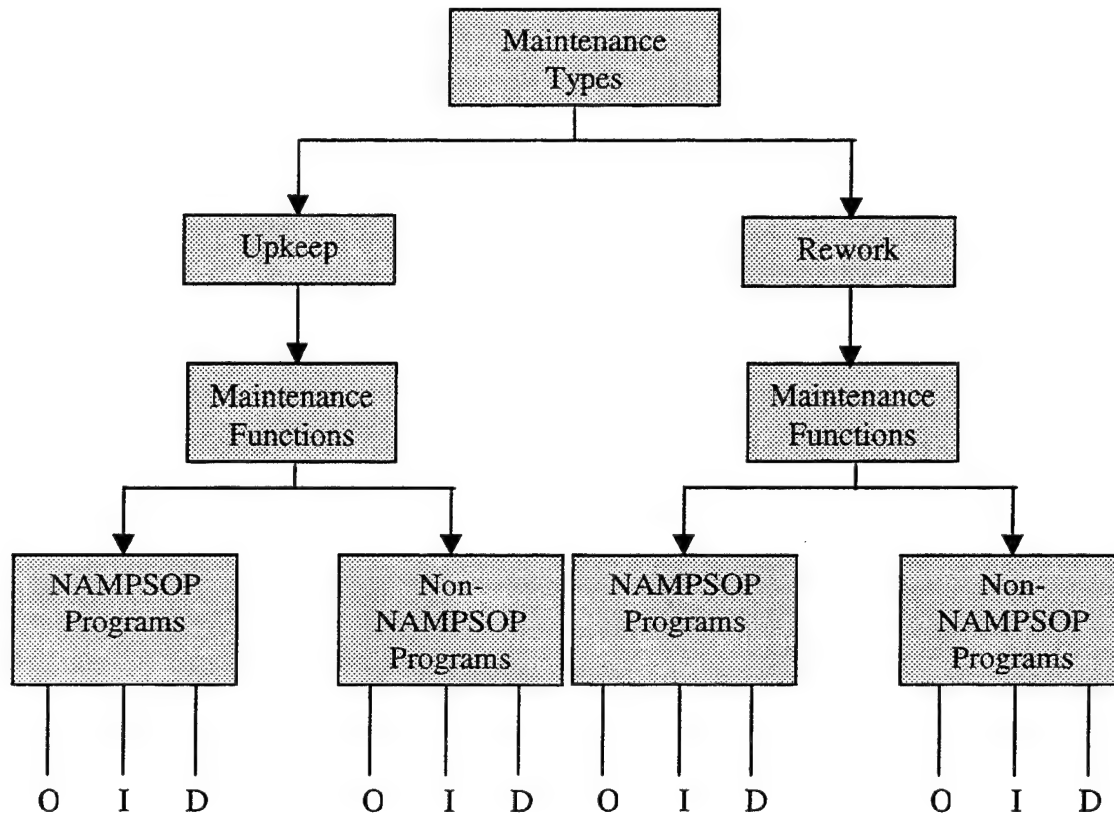 Maintenance
Types
Upkeep
Rework
Maintenance
Functions
Maintenance
Functions
NAMPSOP
Programs
Non-
NAMPSOP
Programs
NAMPSOP
Programs
Non-
NAMPSOP
Programs
O I D
O I D
O I D
O I D